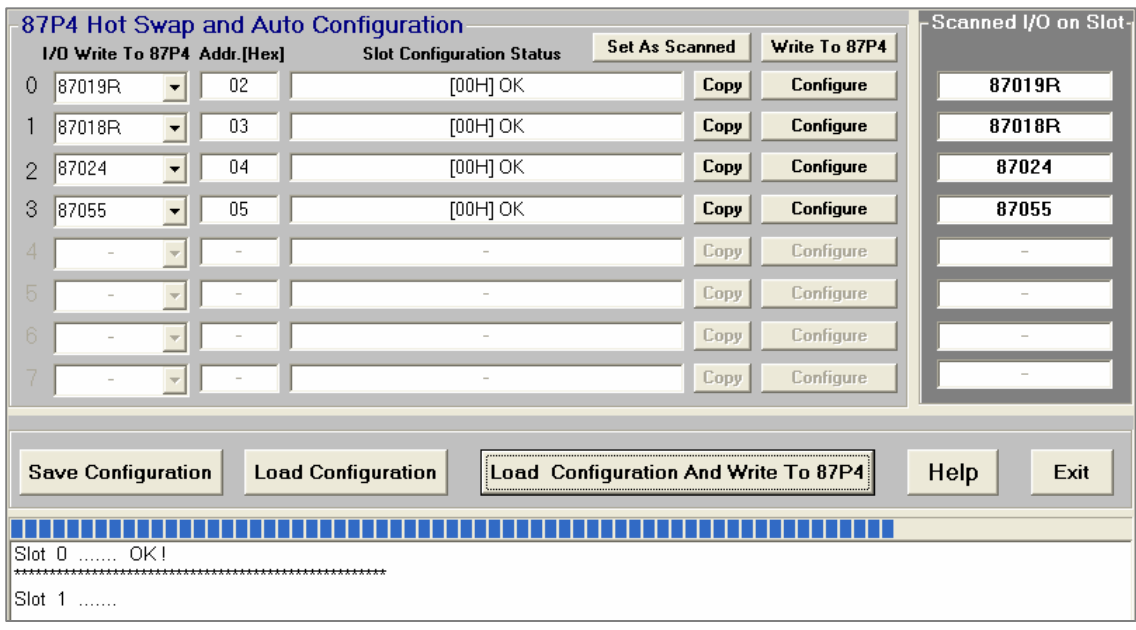 87P4 Hot Swap and Auto Configuration
Scanned I/O on Slot
I/O Write To 87P4 Addr.[Hex] Slot Configuration Status Set As Scanned Write To 87P4
0 87019R 02 [00H] OK Copy Configure 87019R
1 87018R 03 [00H] OK Copy Configure 87018R
2 87024 04 [00H] OK Copy Configure 87024
3 87055 05 [00H] OK Copy Configure 87055
4 - - - Copy Configure -
5 - - - Copy Configure -
6 - - - Copy Configure -
7 - - - Copy Configure -
Save Configuration Load Configuration Load Configuration And Write To 87P4 Help Exit
Slot 0 ....... OK !
*****************************************************
Slot 1 .......